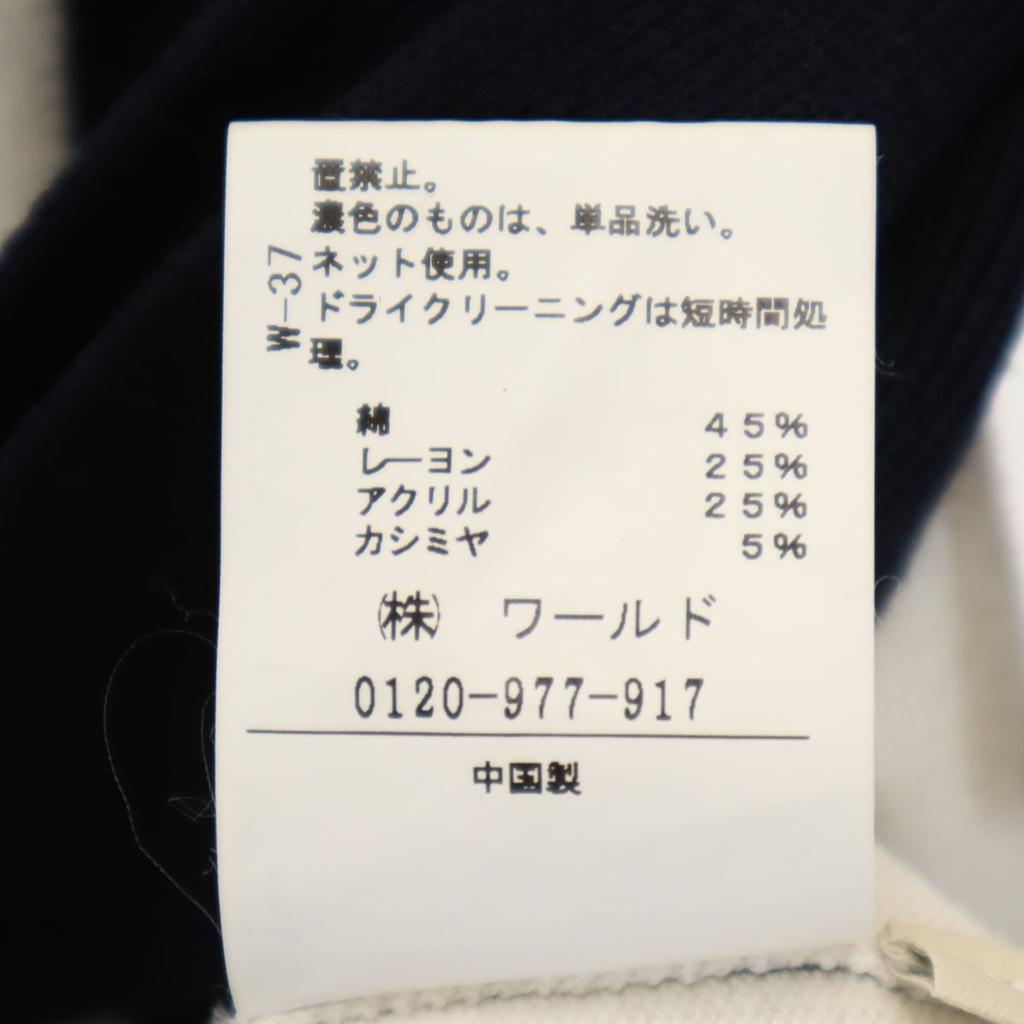 置禁止。
濃色のものは、単品洗い。
ネット使用。
ドライクリーニングは短時間処
理。
W-37
綿 45%
レーヨン 25%
アクリル 25%
カシミヤ 5%
㈱ ワールド
0120-977-917
中国製